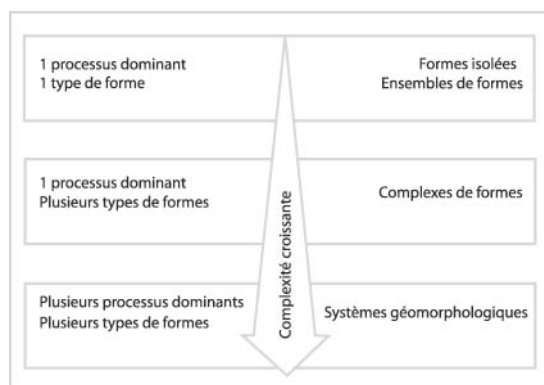 1 processus dominant
1 type de forme
Formes isolées
Ensembles de formes
1 processus dominant
Plusieurs types de formes
Complexes de formes
Complexité croissante
Plusieurs processus dominants
Plusieurs types de formes
Systèmes géomorphologiques